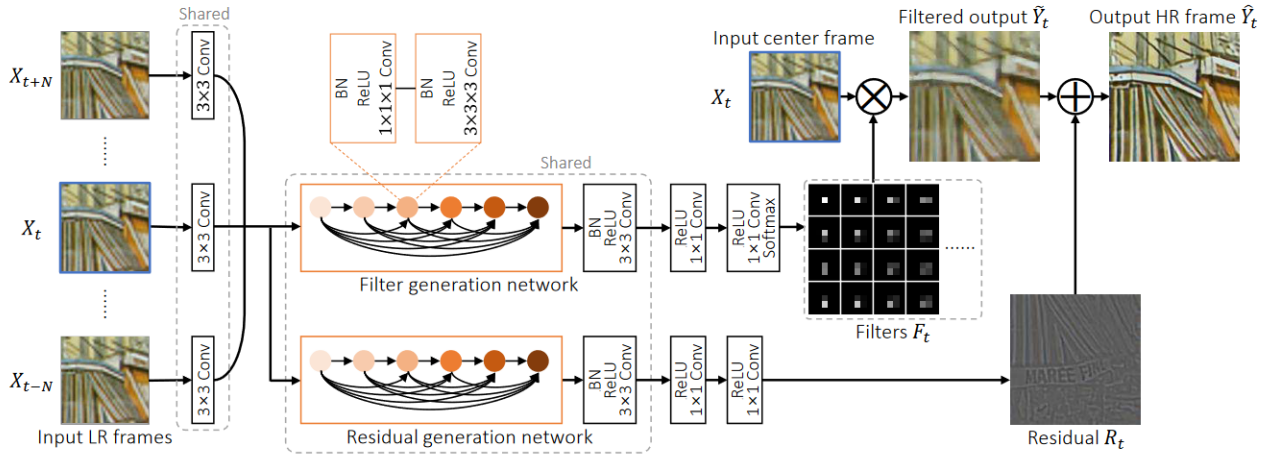 Shared
X_{t+N}
3×3 Conv
......
X_t
3×3 Conv
......
X_{t−N}
3×3 Conv
Input LR frames
BN
ReLU
1×1×1 Conv
BN
ReLU
3×3×3 Conv
Shared
Filter generation network
BN
ReLU
3×3 Conv
ReLU
1×1 Conv
ReLU
1×1 Conv
Softmax
Residual generation network
BN
ReLU
3×3 Conv
ReLU
1×1 Conv
ReLU
1×1 Conv
Input center frame
X_t
Filtered output Ỹ_t
Output HR frame Ŷ_t
......
Filters F_t
MAREE FINE
Residual R_t